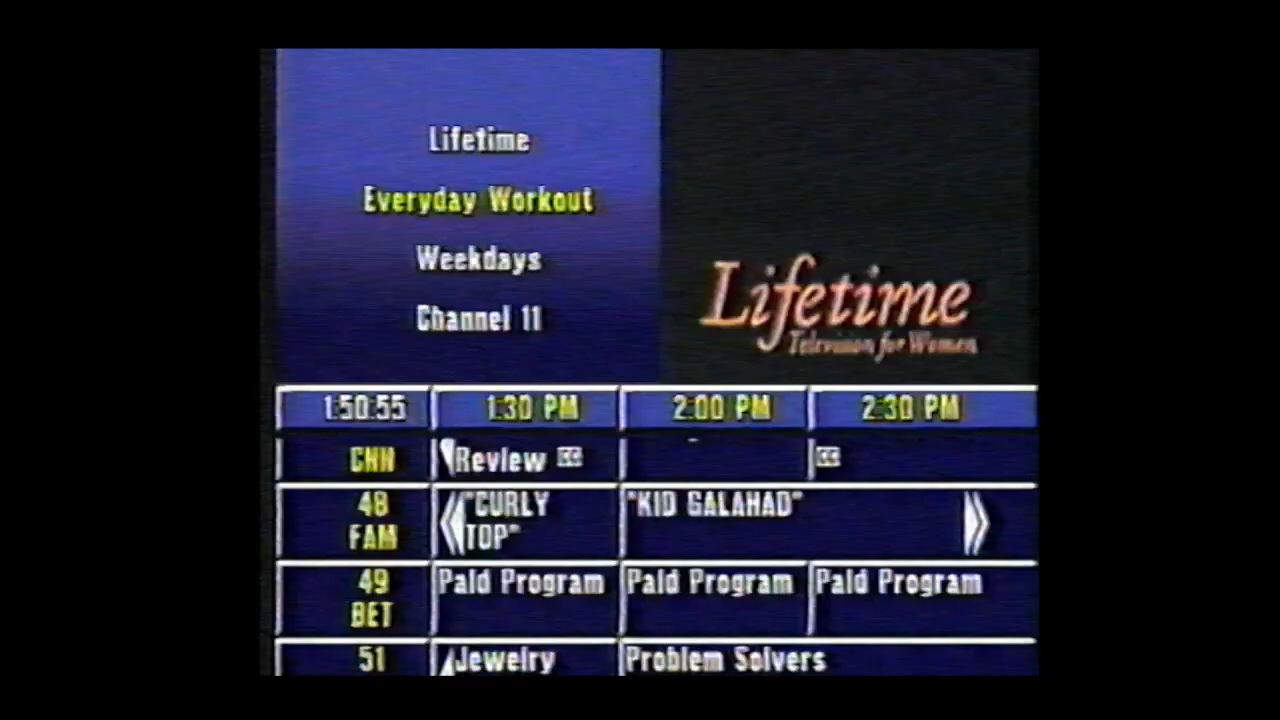 Lifetime
Everyday Workout
Weekdays
Channel 11
Lifetime
Television for Women
1:50:55 1:30 PM 2:00 PM 2:30 PM
CNN Review CC CC
48 "CURLY "KID GALAHAD"
FAM TOP"
49 Paid Program Paid Program Paid Program
BET
51 Jewelry Problem Solvers